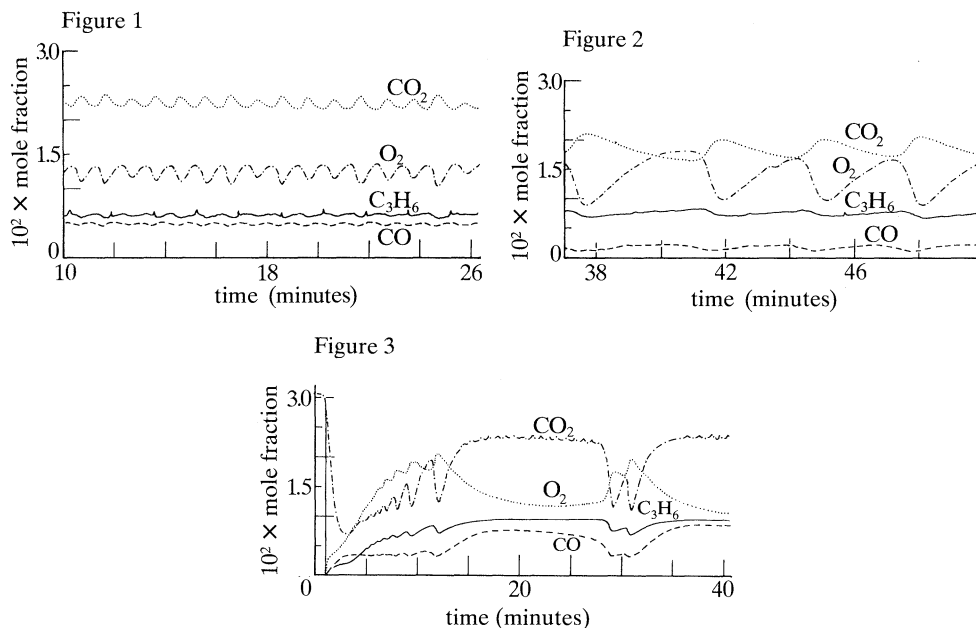 Figure 1
10² × mole fraction
3.0
1.5
0
CO₂
O₂
C₃H₆
CO
10 18 26
time (minutes)
Figure 2
10² × mole fraction
3.0
1.5
0
CO₂
O₂
C₃H₆
CO
38 42 46
time (minutes)
Figure 3
10² × mole fraction
3.0
1.5
0
CO₂
O₂
C₃H₆
CO
0 20 30 40
time (minutes)